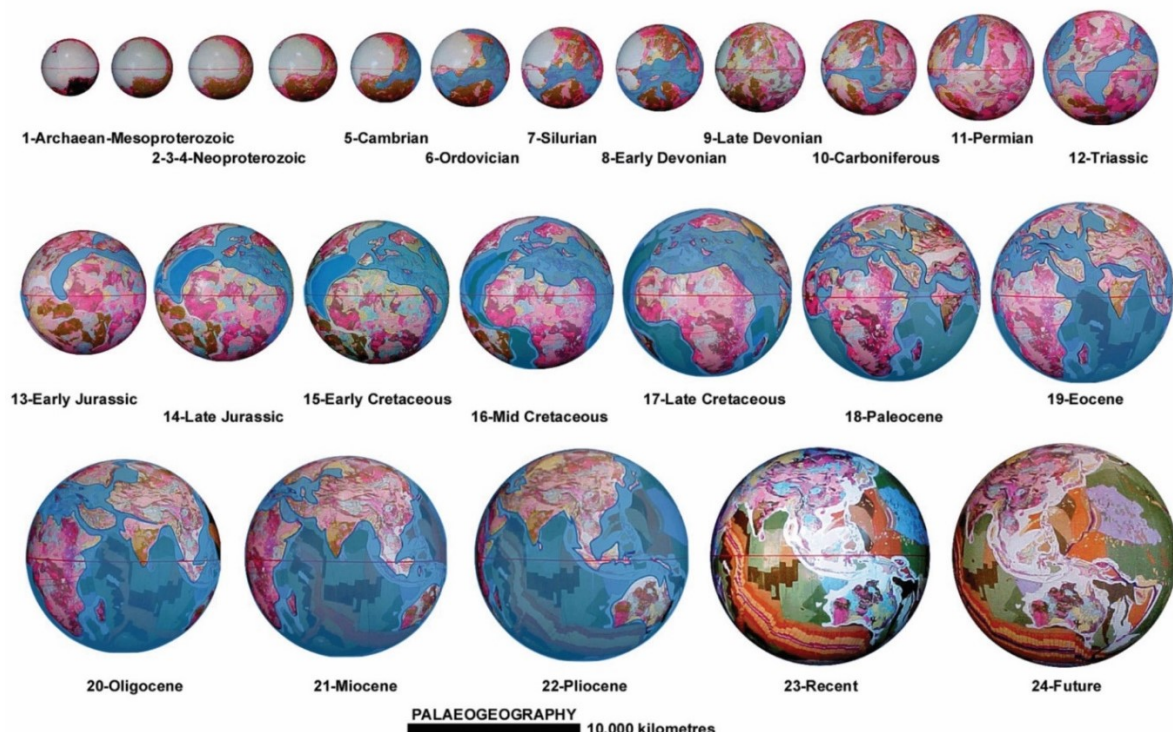 1-Archaean-Mesoproterozoic
2-3-4-Neoproterozoic
5-Cambrian
6-Ordovician
7-Silurian
8-Early Devonian
9-Late Devonian
10-Carboniferous
11-Permian
12-Triassic
13-Early Jurassic
14-Late Jurassic
15-Early Cretaceous
16-Mid Cretaceous
17-Late Cretaceous
18-Paleocene
19-Eocene
20-Oligocene
21-Miocene
22-Pliocene
23-Recent
24-Future
PALAEOGEOGRAPHY
10,000 kilometres